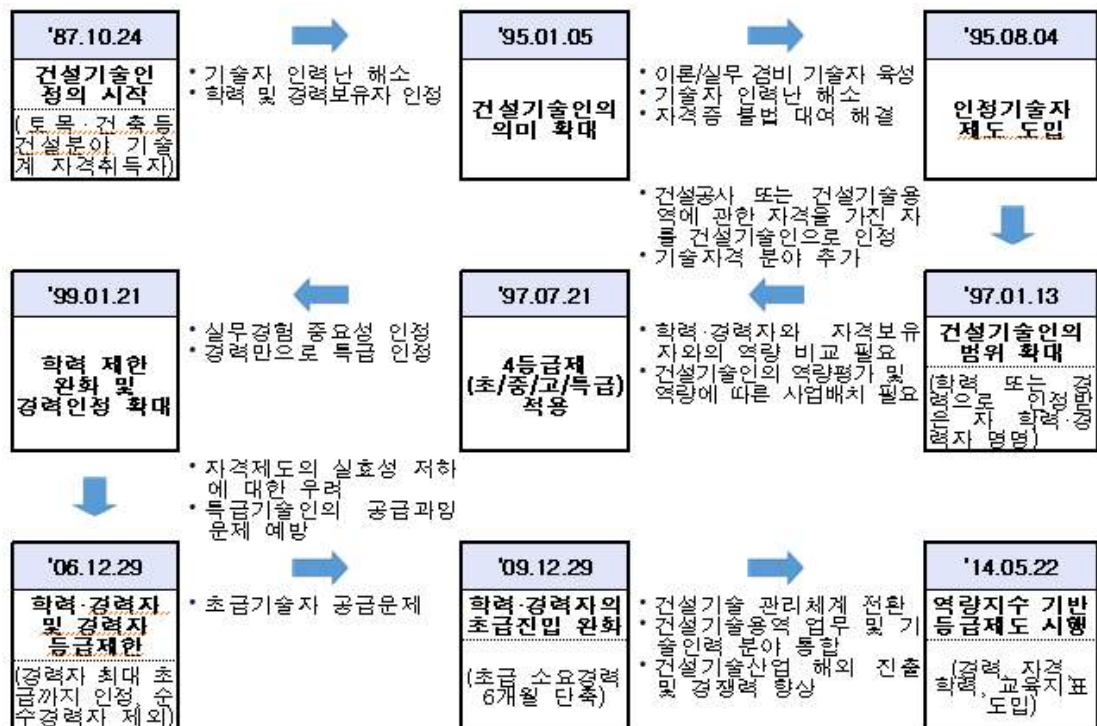 '87.10.24
건설기술인
정의 시작
(토목·건축등
건설분야 기술
계 자격취득자)
• 기술자 인력난 해소
• 학력 및 경력보유자 인정
'95.01.05
건설기술인의
의미 확대
• 이론/실무 겸비 기술자 육성
• 기술자 인력난 해소
• 자격증 불법 대여 해결
'95.08.04
인정기술자
제도 도입
• 건설공사 또는 건설기술용
역에 관한 자격을 가진 자
를 건설기술인으로 인정
• 기술자격 분야 추가
'97.01.13
건설기술인의
범위 확대
(학력 또는 경
력으로 인정받
은 자 학력·경
력자 명명)
• 학력·경력자와 자격보유
자와의 역량 비교 필요
• 건설기술인의 역량평가 및
역량에 따른 사업배치 필요
'97.07.21
4등급제
(초/중/고/특급)
적용
• 실무경험 중요성 인정
• 경력만으로 특급 인정
'99.01.21
학력 제한
완화 및
경력인정 확대
• 자격제도의 실효성 저하
에 대한 우려
• 특급기술인의 공급과잉
문제 예방
'06.12.29
학력·경력자
및 경력자
등급제한
(경력자 최대 초
급까지 인정, 순
수경력자 제외)
• 초급기술자 공급문제
'09.12.29
학력·경력자의
초급진입 완화
(초급 소요경력
6개월 단축)
• 건설기술 관리체계 전환
• 건설기술용역 업무 및 기
술인력 분야 통합
• 건설기술산업 해외 진출
및 경쟁력 향상
'14.05.22
역량지수 기반
등급제도 시행
(경력, 자격,
학력, 교육지표
도입)